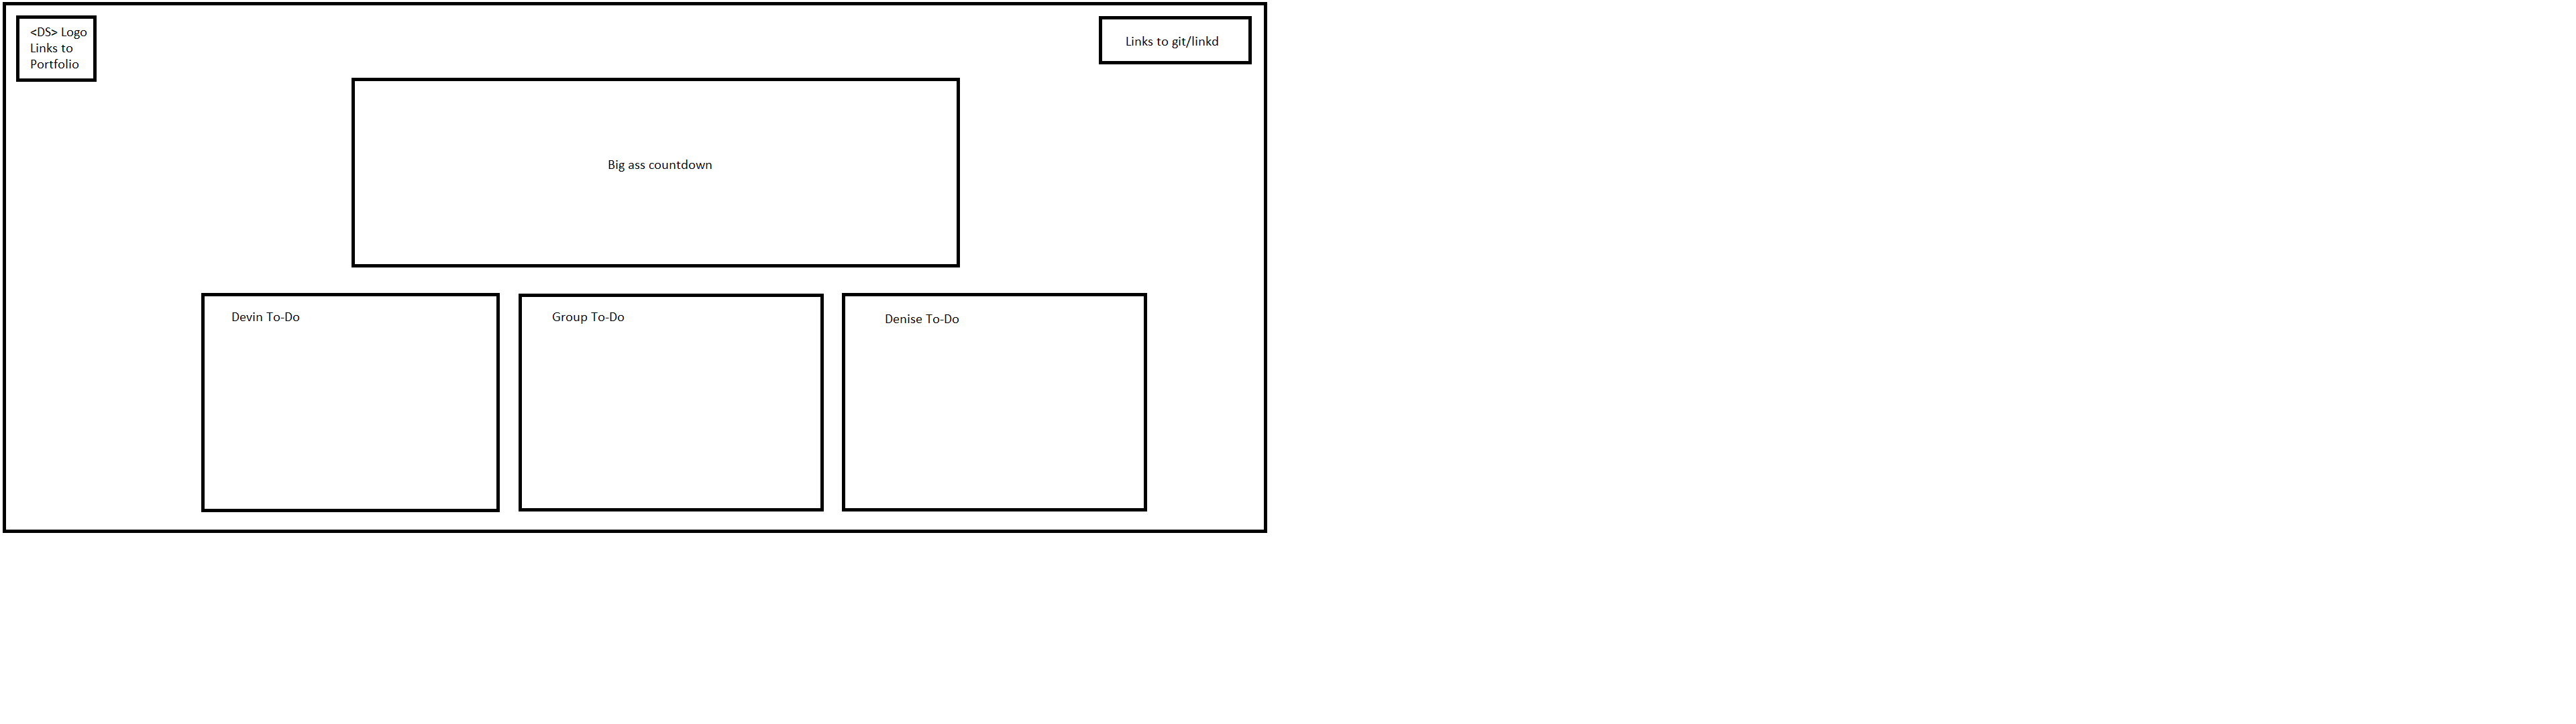 <DS> Logo
Links to
Portfolio
Links to git/linkd
Big ass countdown
Devin To-Do
Group To-Do
Denise To-Do